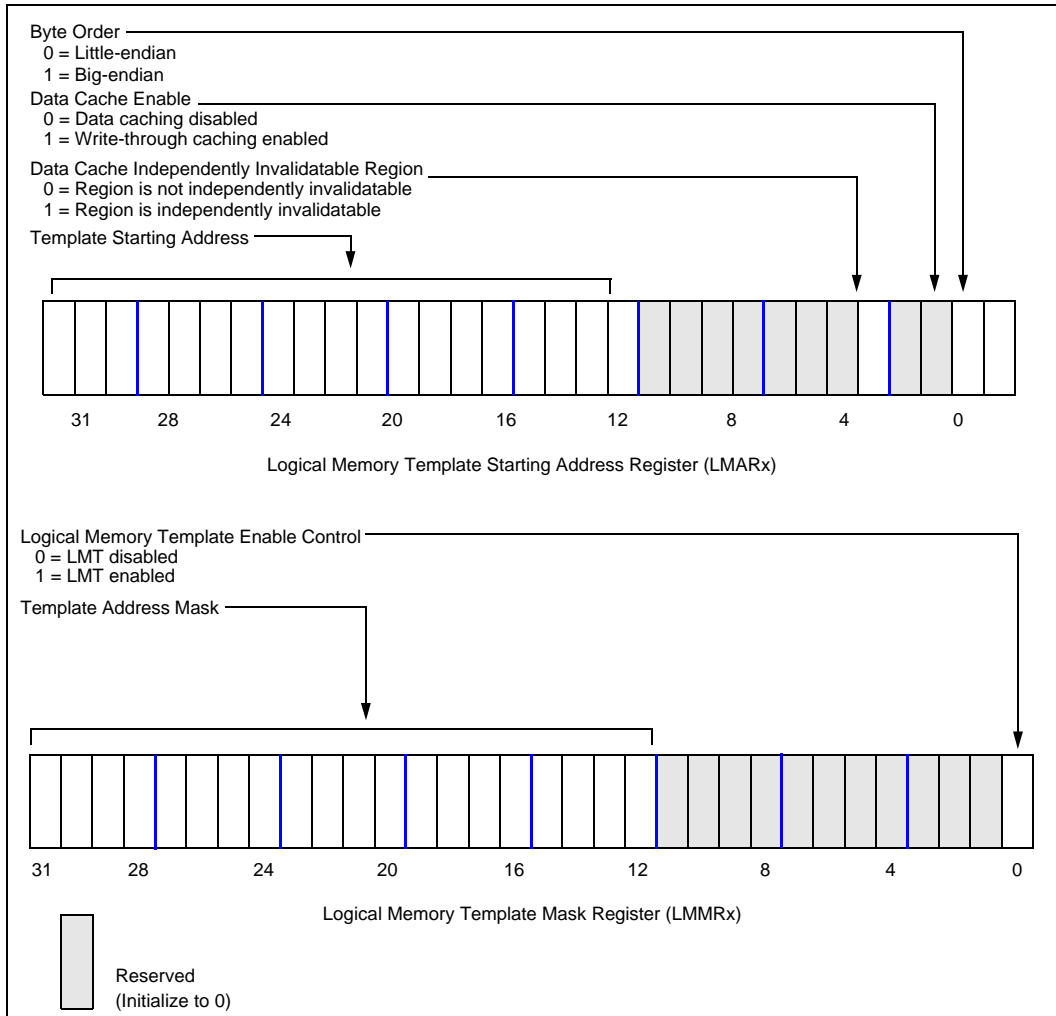 Byte Order
0 = Little-endian
1 = Big-endian
Data Cache Enable
0 = Data caching disabled
1 = Write-through caching enabled
Data Cache Independently Invalidatable Region
0 = Region is not independently invalidatable
1 = Region is independently invalidatable
Template Starting Address
31 28 24 20 16 12 8 4 0
Logical Memory Template Starting Address Register (LMARx)
Logical Memory Template Enable Control
0 = LMT disabled
1 = LMT enabled
Template Address Mask
31 28 24 20 16 12 8 4 0
Logical Memory Template Mask Register (LMMRx)
Reserved
(Initialize to 0)